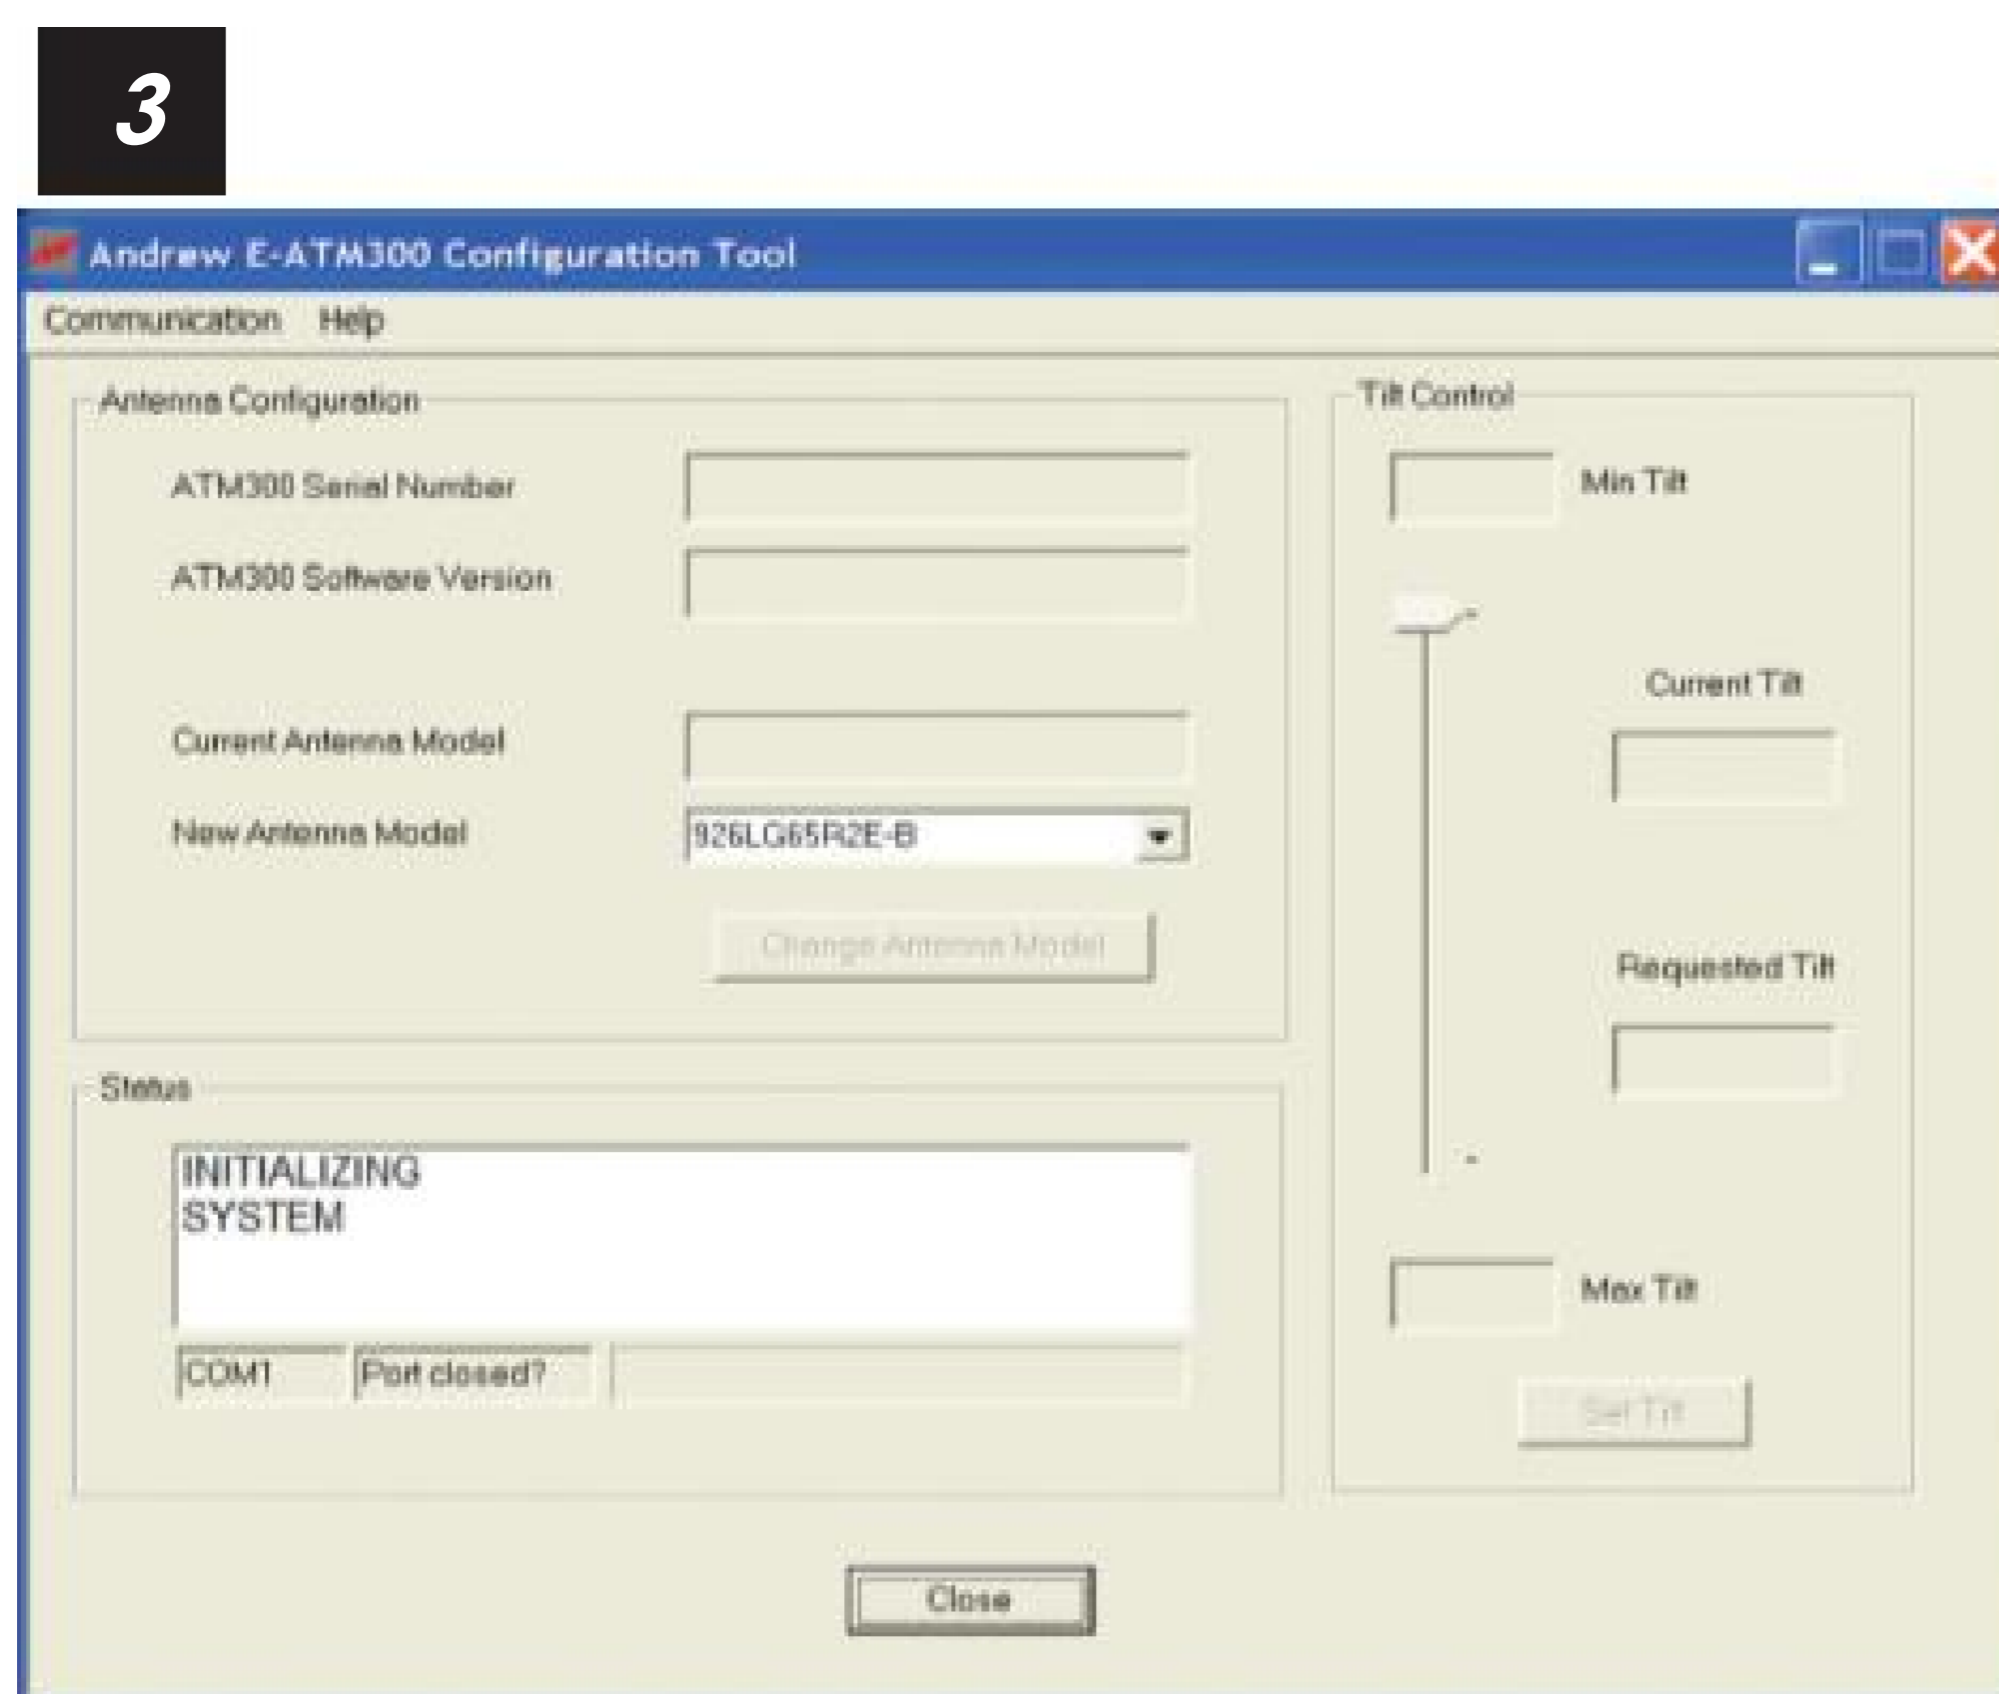 3
Andrew E-ATM300 Configuration Tool
Communication Help
Antenna Configuration
ATM300 Serial Number
ATM300 Software Version
Current Antenna Model
New Antenna Model
926LG65R2E-B
Change Antenna Model
Status
INITIALIZING
SYSTEM
COM1
Port closed?
Tilt Control
Min Tilt
Current Tilt
Requested Tilt
Max Tilt
Set Tilt
Close